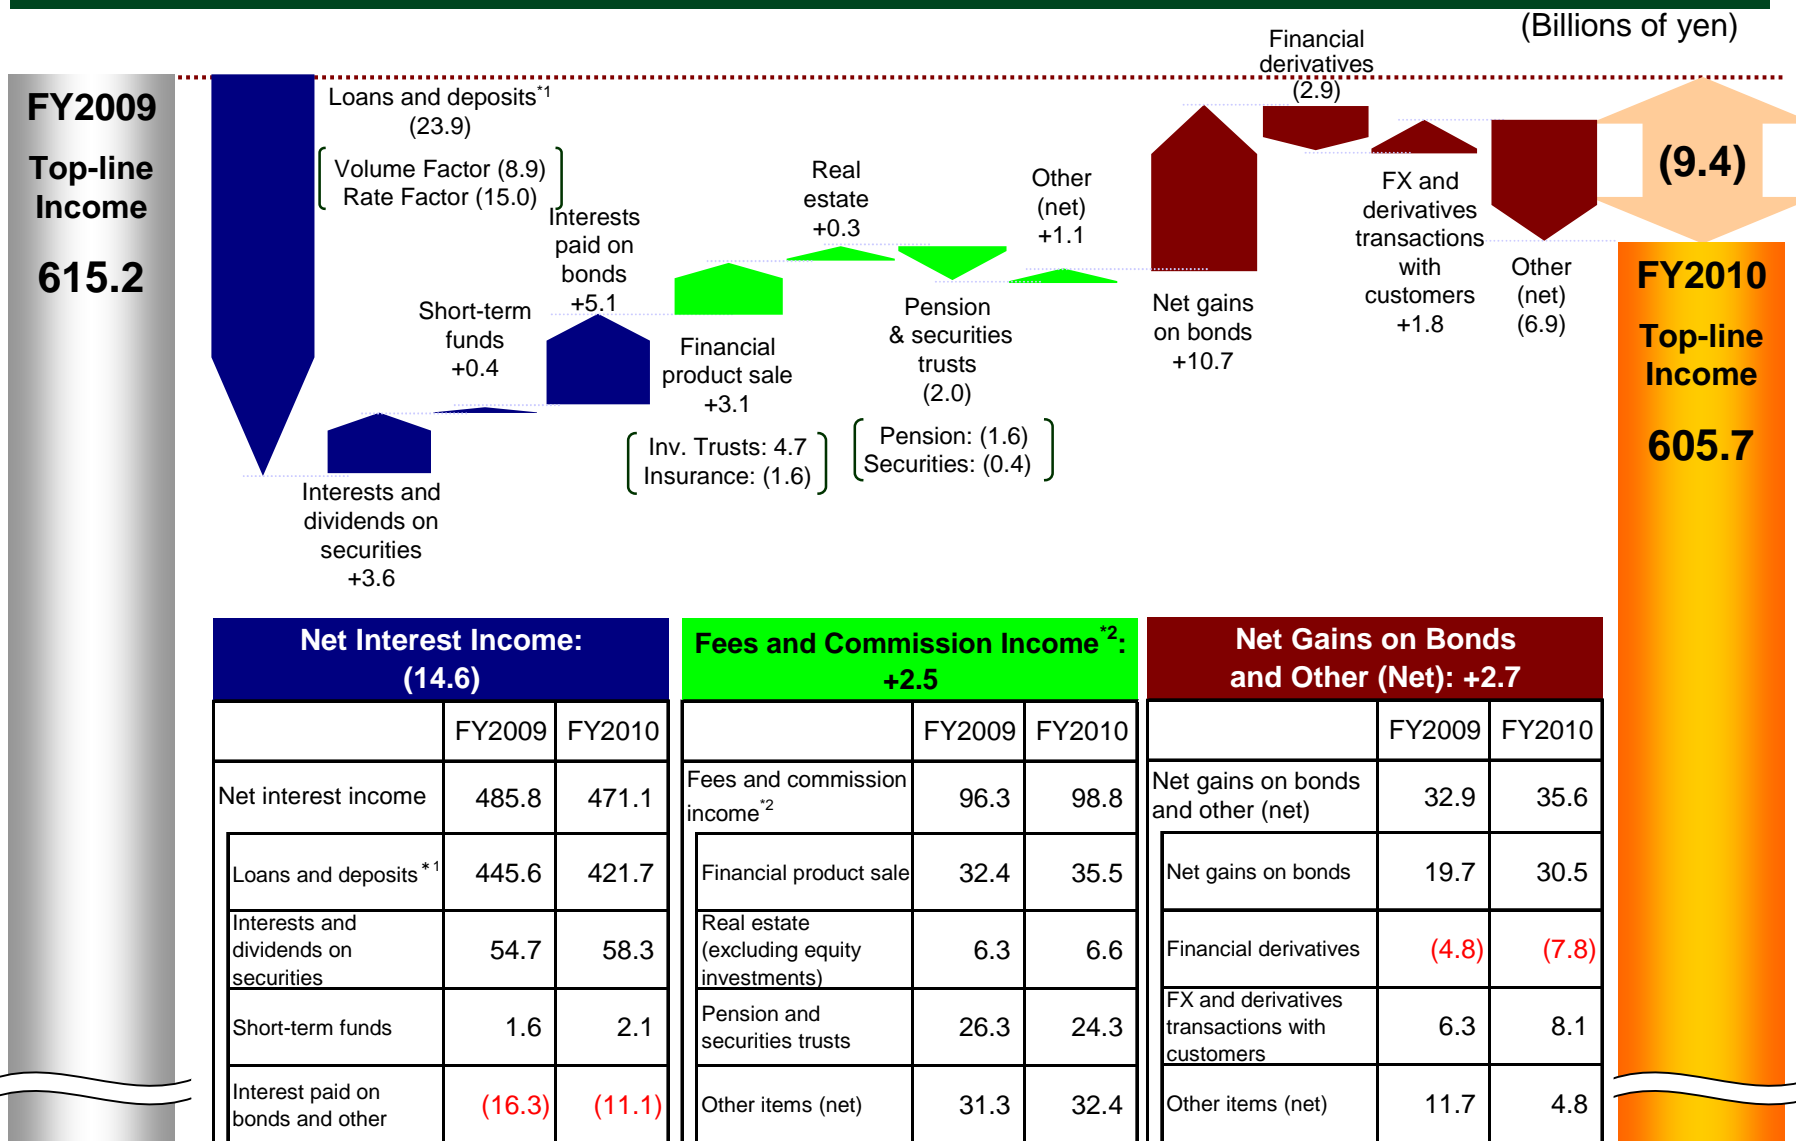 (Billions of yen)
FY2009
Top-line
Income
615.2
Loans and deposits*1
(23.9)
Volume Factor (8.9)
Rate Factor (15.0)
Interests and
dividends on
securities
+3.6
Short-term
funds
+0.4
Interests
paid on
bonds
+5.1
Financial
product sale
+3.1
Inv. Trusts: 4.7
Insurance: (1.6)
Real
estate
+0.3
Pension
& securities
trusts
(2.0)
Pension: (1.6)
Securities: (0.4)
Other
(net)
+1.1
Net gains
on bonds
+10.7
Financial
derivatives
(2.9)
FX and
derivatives
transactions
with
customers
+1.8
Other
(net)
(6.9)
(9.4)
FY2010
Top-line
Income
605.7
Net Interest Income:
(14.6)
FY2009 FY2010
Net interest income 485.8 471.1
Loans and deposits*1 445.6 421.7
Interests and
dividends on
securities
54.7 58.3
Short-term funds 1.6 2.1
Interest paid on
bonds and other
(16.3) (11.1)
Fees and Commission Income*2:
+2.5
FY2009 FY2010
Fees and commission
income*2
96.3 98.8
Financial product sale 32.4 35.5
Real estate
(excluding equity
investments)
6.3 6.6
Pension and
securities trusts
26.3 24.3
Other items (net) 31.3 32.4
Net Gains on Bonds
and Other (Net): +2.7
FY2009 FY2010
Net gains on bonds
and other (net)
32.9 35.6
Net gains on bonds 19.7 30.5
Financial derivatives (4.8) (7.8)
FX and derivatives
transactions with
customers
6.3 8.1
Other items (net) 11.7 4.8